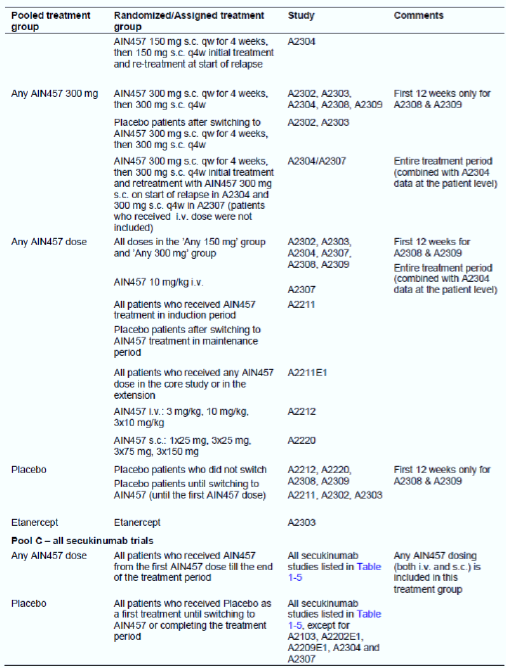 Pooled treatment group Randomized/Assigned treatment group Study Comments
AIN457 150 mg s.c. qw for 4 weeks, A2304
then 150 mg s.c. q4w initial treatment
and re-treatment at start of relapse
Any AIN457 300 mg AIN457 300 mg s.c. qw for 4 weeks, A2302, A2303, First 12 weeks only for
then 300 mg s.c. q4w A2304, A2308, A2309 A2308 & A2309
Placebo patients after switching to A2302, A2303
AIN457 300 mg s.c. qw for 4 weeks,
then 300 mg s.c. q4w
AIN457 300 mg s.c. qw for 4 weeks, A2304/A2307 Entire treatment period
then 300 mg s.c. q4w initial treatment (combined with A2304
and retreatment with AIN457 300 mg data at the patient level)
s.c. on start of relapse in A2304 and
300 mg s.c. q4w in A2307 (patients
who received i.v. dose were not
included)
Any AIN457 dose All doses in the 'Any 150 mg' group A2302, A2303, First 12 weeks for
and 'Any 300 mg' group A2304, A2307, A2308 & A2309
A2308, A2309 Entire treatment period
AIN457 10 mg/kg i.v. A2307 (combined with A2304
data at the patient level)
All patients who received AIN457 A2211
treatment in induction period
Placebo patients after switching to
AIN457 treatment in maintenance
period
All patients who received any AIN457 A2211E1
dose in the core study or in the
extension
AIN457 i.v.: 3 mg/kg, 10 mg/kg, A2212
3x10 mg/kg
AIN457 s.c.: 1x25 mg, 3x25 mg, A2220
3x75 mg, 3x150 mg
Placebo Placebo patients who did not switch A2212, A2220, First 12 weeks only for
A2308, A2309 A2308 & A2309
Placebo patients until switching to A2211, A2302, A2303
AIN457 (until the first AIN457 dose)
Etanercept Etanercept A2303
Pool C – all secukinumab trials
Any AIN457 dose All patients who received AIN457 All secukinumab Any AIN457 dosing
from the first AIN457 dose till the end studies listed in Table (both i.v. and s.c.) is
of the treatment period 1-5 included in this
treatment group
Placebo All patients who received Placebo as All secukinumab
a first treatment until switching to studies listed in Table
AIN457 or completing the treatment 1-5, except for
period A2103, A2202E1,
A2209E1, A2304 and
A2307